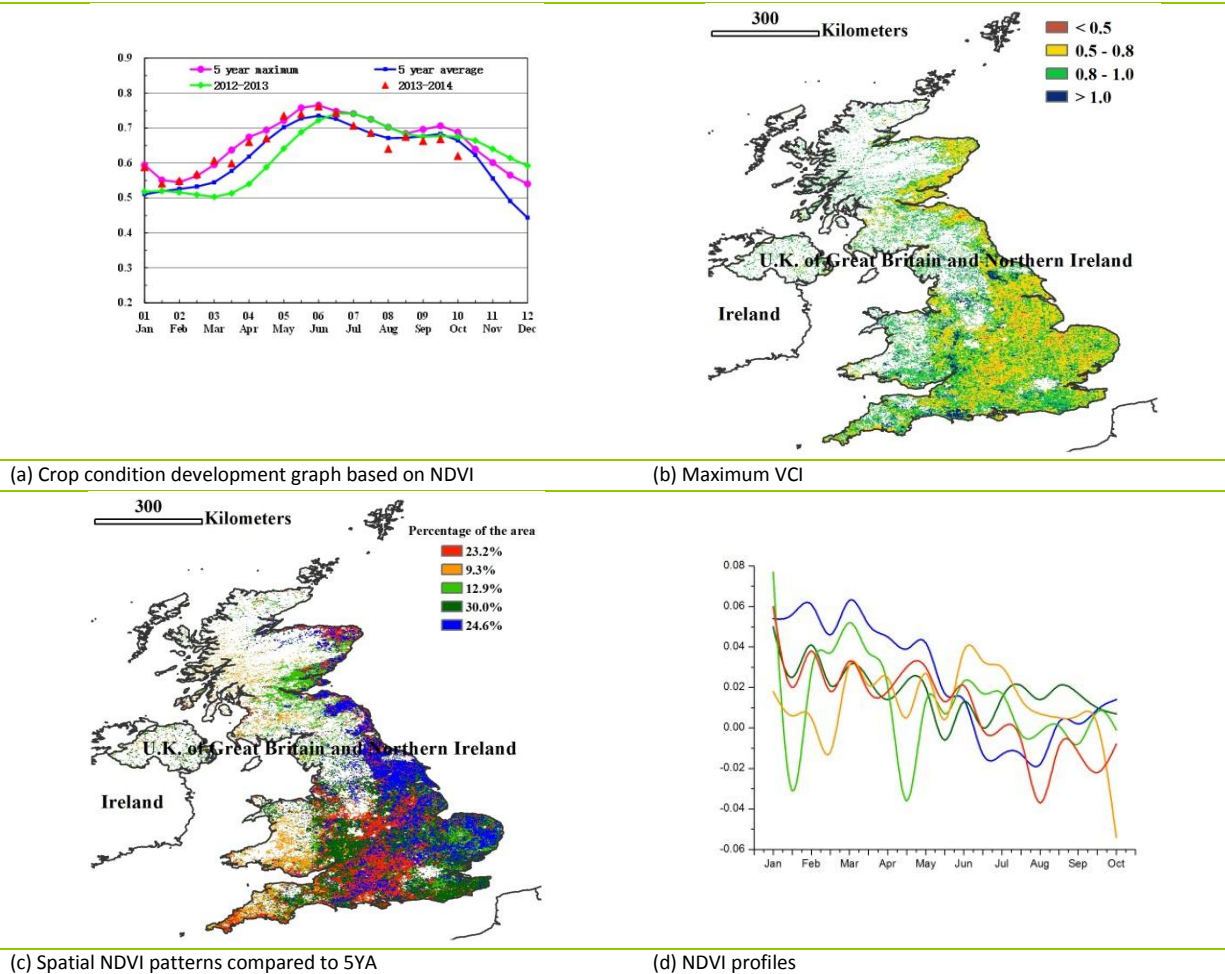 0.9
0.8
0.7
0.6
0.5
0.4
0.3
0.2
5 year maximum
5 year average
2012-2013
2013-2014
01 02 03 04 05 06 07 08 09 10 11 12
Jan Feb Mar Apr May Jun Jul Aug Sep Oct Nov Dec
300
Kilometers
< 0.5
0.5 - 0.8
0.8 - 1.0
> 1.0
U.K. of Great Britain and Northern Ireland
Ireland
(a) Crop condition development graph based on NDVI
(b) Maximum VCI
300
Kilometers
Percentage of the area
23.2%
9.3%
12.9%
30.0%
24.6%
U.K. of Great Britain and Northern Ireland
Ireland
0.08
0.06
0.04
0.02
0.00
-0.02
-0.04
-0.06
Jan Feb Mar Apr May Jun Jul Aug Sep Oct
(c) Spatial NDVI patterns compared to 5YA
(d) NDVI profiles